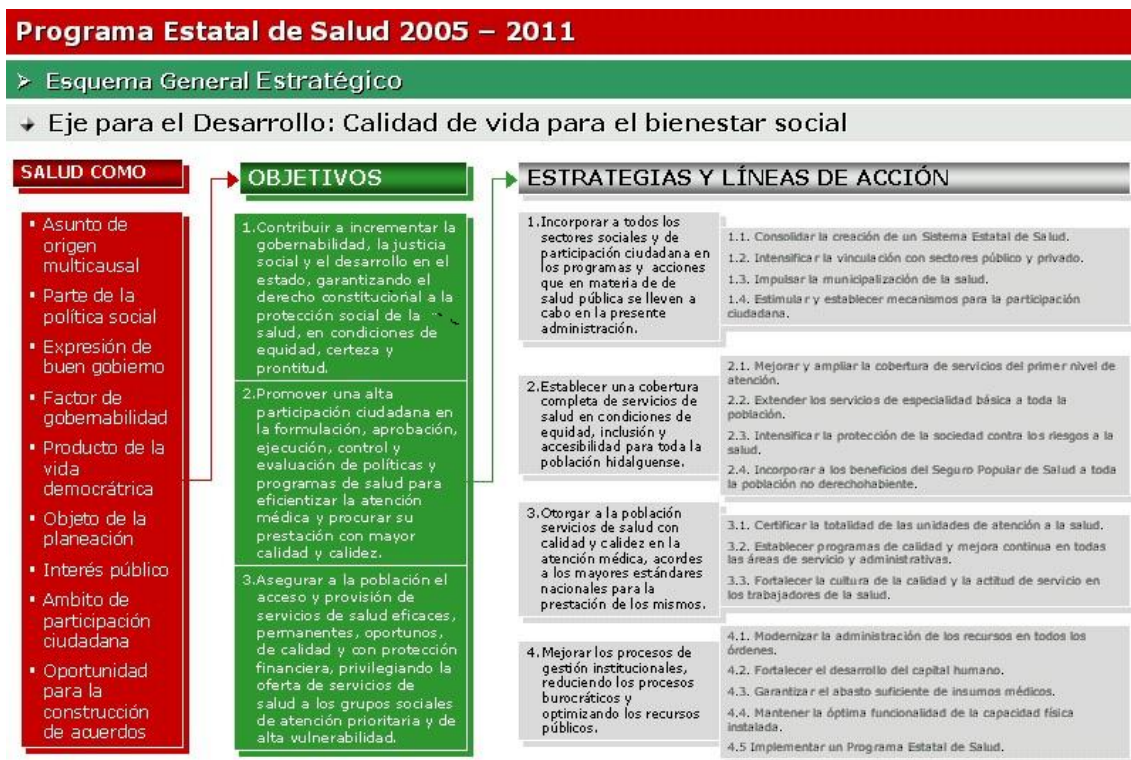 Programa Estatal de Salud 2005 – 2011
➢ Esquema General Estratégico
Eje para el Desarrollo: Calidad de vida para el bienestar social
SALUD COMO
▪ Asunto de
origen
multicausal
▪ Parte de la
política social
▪ Expresión de
buen gobierno
▪ Factor de
gobernabilidad
▪ Producto de la
vida
democrátrica
▪ Objeto de la
planeación
▪ Interés público
▪ Ambito de
participación
ciudadana
▪ Oportunidad
para la
construcción
de acuerdos
OBJETIVOS
1.Contribuir a incrementar la
gobernabilidad, la justicia
social y el desarrollo en el
estado, garantizando el
derecho constitucional a la
protección social de la
salud, en condiciones de
equidad, certeza y
prontitud.
2.Promover una alta
participación ciudadana en
la formulación, aprobación,
ejecución, control y
evaluación de políticas y
programas de salud para
eficientizar la atención
médica y procurar su
prestación con mayor
calidad y calidez.
3.Asegurar a la población el
acceso y provisión de
servicios de salud eficaces,
permanentes, oportunos,
de calidad y con protección
financiera, privilegiando la
oferta de servicios de
salud a los grupos sociales
de atención prioritaria y de
alta vulnerabilidad.
ESTRATEGIAS Y LÍNEAS DE ACCIÓN
1.Incorporar a todos los
sectores sociales y de
participación ciudadana en
los programas y acciones
que en materia de de
salud pública se lleven a
cabo en la presente
administración.
1.1. Consolidar la creación de un Sistema Estatal de Salud.
1.2. Intensificar la vinculación con sectores público y privado.
1.3. Impulsar la municipalización de la salud.
1.4. Estimular y establecer mecanismos para la participación
ciudadana.
2.Establecer una cobertura
completa de servicios de
salud en condiciones de
equidad, inclusión y
accesibilidad para toda la
población hidalguense.
2.1. Mejorar y ampliar la cobertura de servicios del primer nivel de
atención.
2.2. Extender los servicios de especialidad básica a toda la
población.
2.3. Intensificar la protección de la sociedad contra los riesgos a la
salud.
2.4. Incorporar a los beneficios del Seguro Popular de Salud a toda
la población no derechohabiente.
3.Otorgar a la población
servicios de salud con
calidad y calidez en la
atención médica, acordes
a los mayores estándares
nacionales para la
prestación de los mismos.
3.1. Certificar la totalidad de las unidades de atención a la salud.
3.2. Establecer programas de calidad y mejora continua en todas
las áreas de servicio y administrativas.
3.3. Fortalecer la cultura de la calidad y la actitud de servicio en
los trabajadores de la salud.
4.Mejorar los procesos de
gestión institucionales,
reduciendo los procesos
burocráticos y
optimizando los recursos
públicos.
4.1. Modernizar la administración de los recursos en todos los
órdenes.
4.2. Fortalecer el desarrollo del capital humano.
4.3. Garantizar el abasto suficiente de insumos médicos.
4.4. Mantener la óptima funcionalidad de la capacidad física
instalada.
4.5 Implementar un Programa Estatal de Salud.